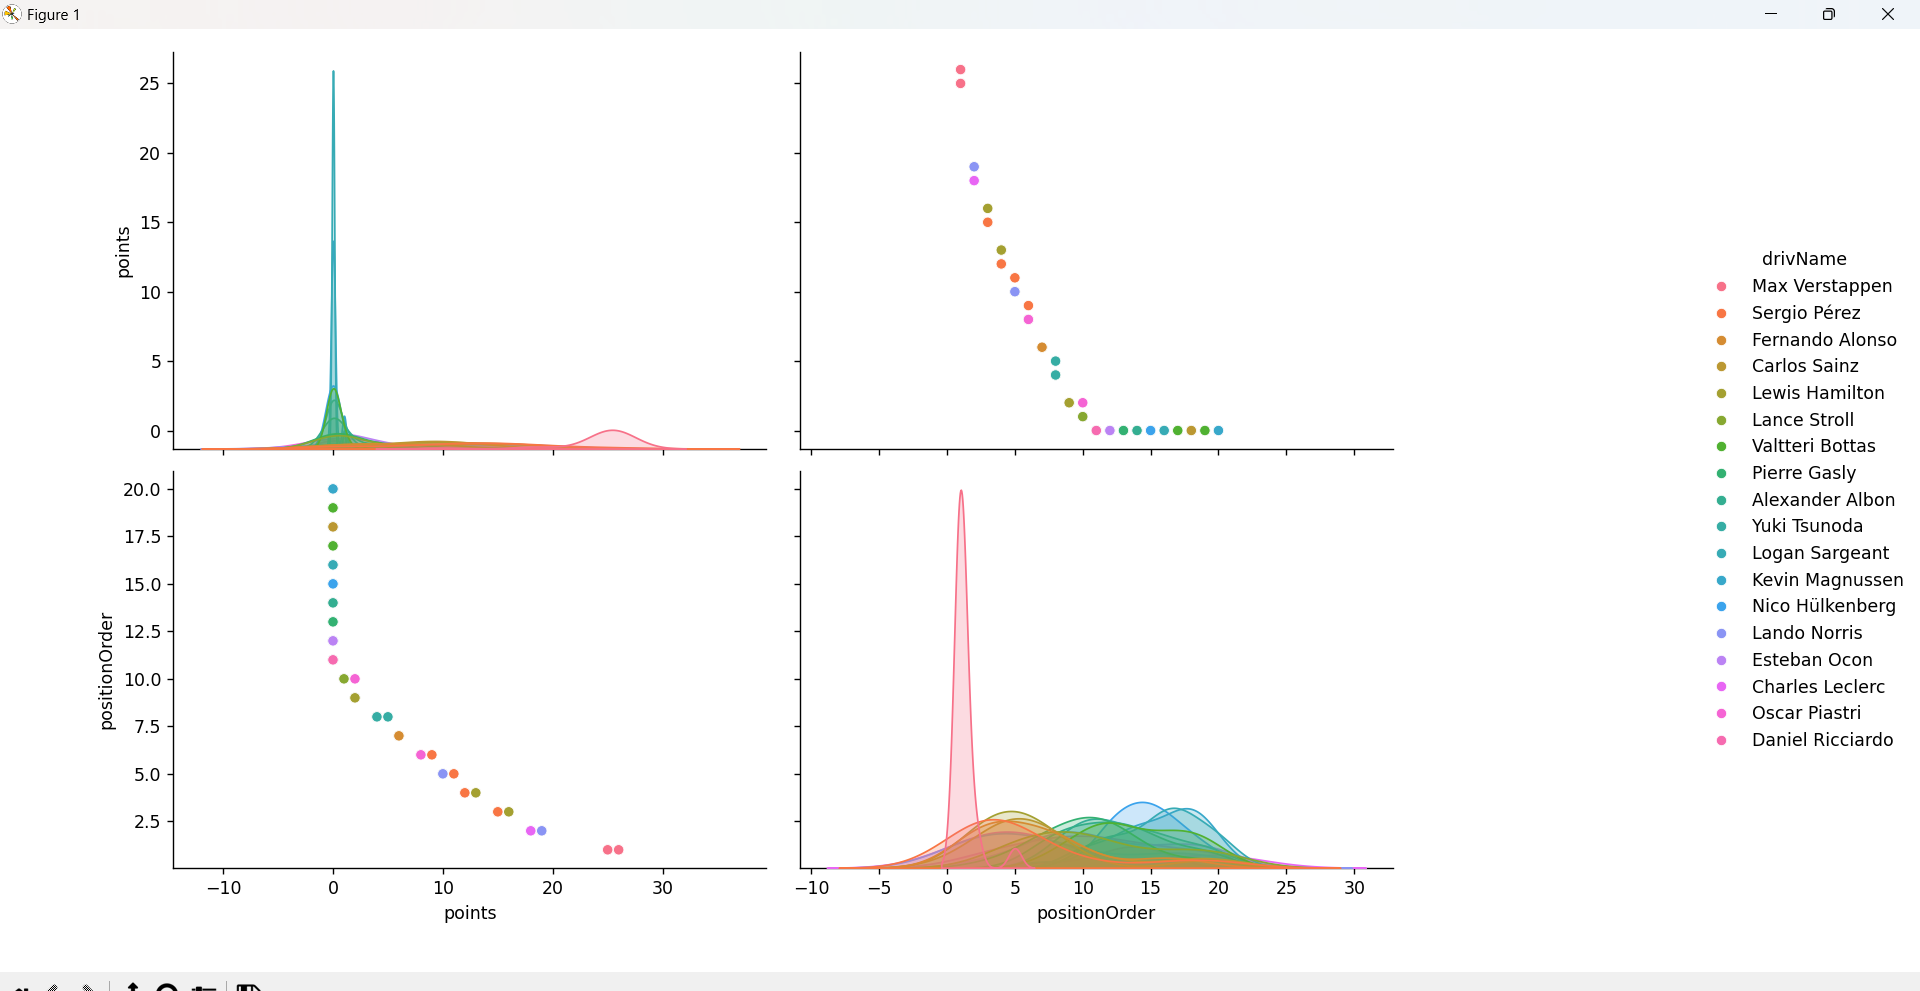 Figure 1
25
20
15
10
5
0
points
20.0
17.5
15.0
12.5
10.0
7.5
5.0
2.5
positionOrder
−10 0 10 20 30
points
−10 −5 0 5 10 15 20 25 30
positionOrder
drivName
Max Verstappen
Sergio Pérez
Fernando Alonso
Carlos Sainz
Lewis Hamilton
Lance Stroll
Valtteri Bottas
Pierre Gasly
Alexander Albon
Yuki Tsunoda
Logan Sargeant
Kevin Magnussen
Nico Hülkenberg
Lando Norris
Esteban Ocon
Charles Leclerc
Oscar Piastri
Daniel Ricciardo